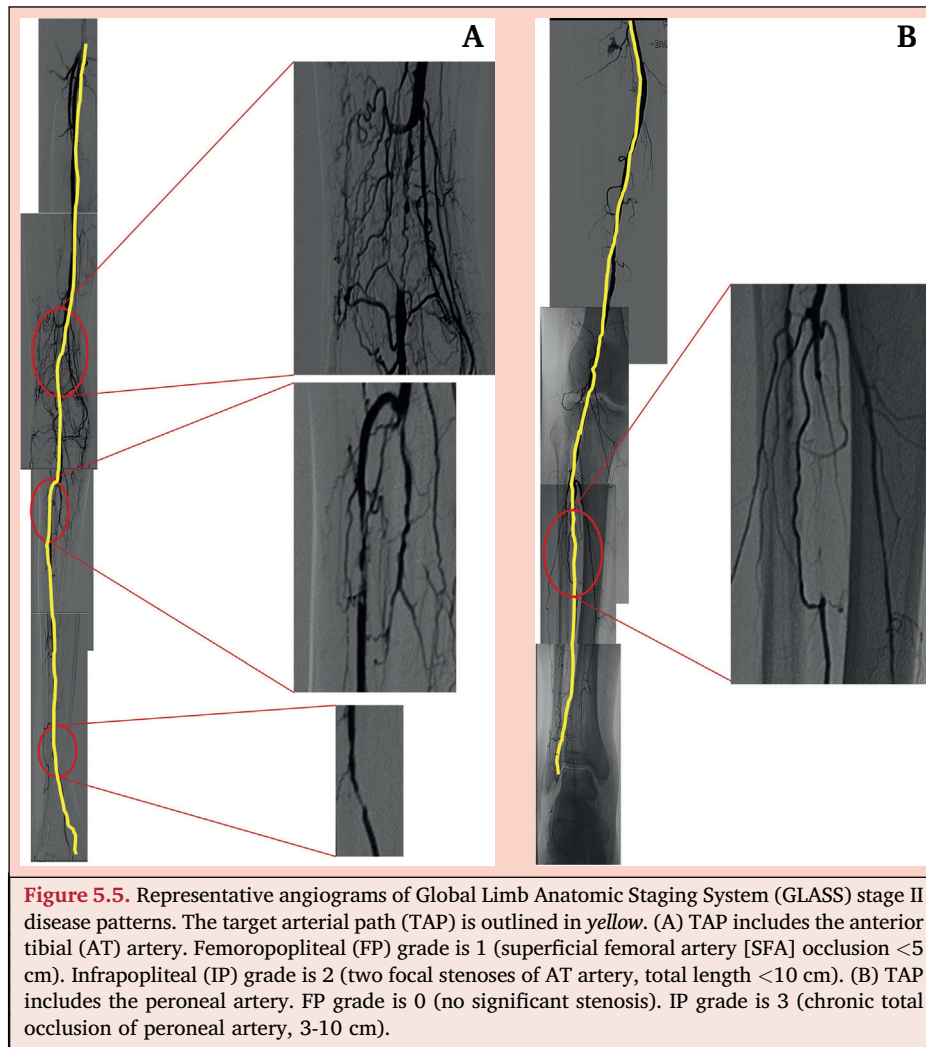 A
B
Figure 5.5. Representative angiograms of Global Limb Anatomic Staging System (GLASS) stage II
disease patterns. The target arterial path (TAP) is outlined in yellow. (A) TAP includes the anterior
tibial (AT) artery. Femoropopliteal (FP) grade is 1 (superficial femoral artery [SFA] occlusion <5
cm). Infrapopliteal (IP) grade is 2 (two focal stenoses of AT artery, total length <10 cm). (B) TAP
includes the peroneal artery. FP grade is 0 (no significant stenosis). IP grade is 3 (chronic total
occlusion of peroneal artery, 3-10 cm).